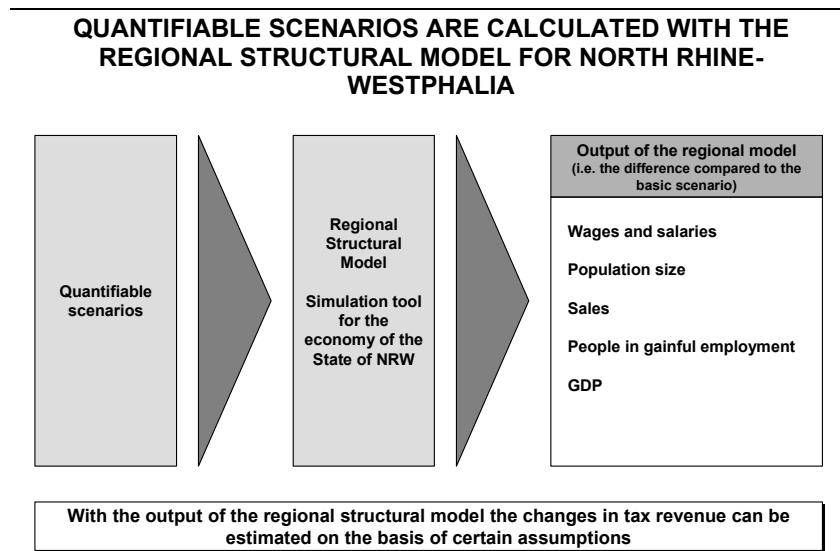 QUANTIFIABLE SCENARIOS ARE CALCULATED WITH THE
REGIONAL STRUCTURAL MODEL FOR NORTH RHINE-
WESTPHALIA
Quantifiable
scenarios
Regional
Structural
Model
Simulation tool
for the
economy of the
State of NRW
Output of the regional model
(i.e. the difference compared to the
basic scenario)
Wages and salaries
Population size
Sales
People in gainful employment
GDP
With the output of the regional structural model the changes in tax revenue can be
estimated on the basis of certain assumptions